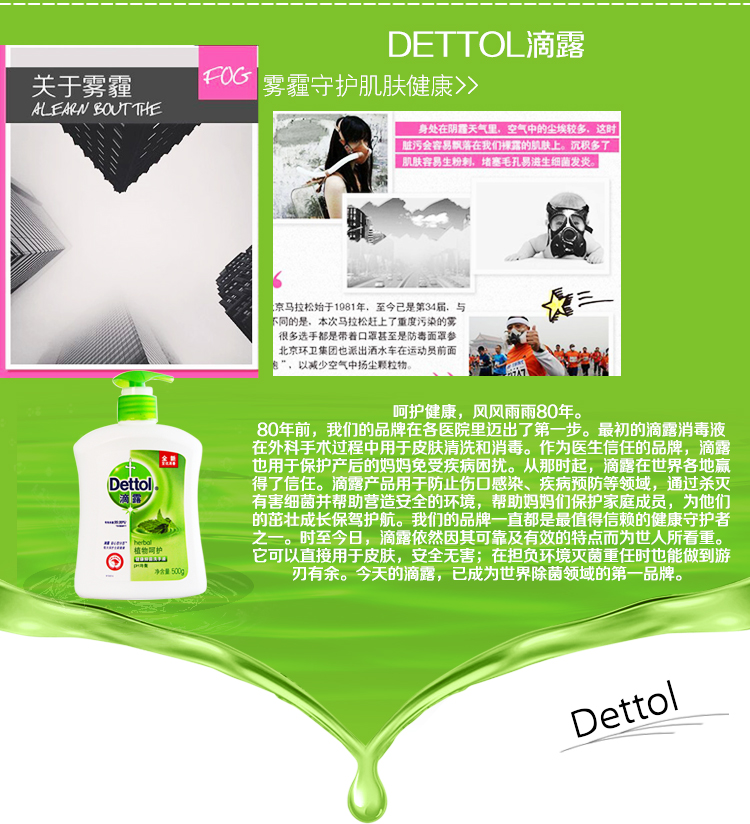 DETTOL滴露
关于雾霾
FOG
ALEARN BOUT THE
雾霾守护肌肤健康>>
身处在阴霾天气里，空气中的尘埃较多，这时
脏污会容易飘落在我们裸露的肌肤上。沉积多了
肌肤容易生粉刺，堵塞毛孔易滋生细菌发炎。
京马拉松始于1981年，至今已是第34届，与
不同的是，本次马拉松赶上了重度污染的雾
很多选手都是带着口罩甚至是防毒面罩参
北京环卫集团也派出洒水车在运动员前面
”，以减少空气中扬尘颗粒物。
呵护健康，风风雨雨80年。
80年前，我们的品牌在各医院里迈出了第一步。最初的滴露消毒液
在外科手术过程中用于皮肤清洗和消毒。作为医生信任的品牌，滴露
也用于保护产后的妈妈免受疾病困扰。从那时起，滴露在世界各地赢
得了信任。滴露产品用于防止伤口感染、疾病预防等领域，通过杀灭
有害细菌并帮助营造安全的环境，帮助妈妈们保护家庭成员，为他们
的茁壮成长保驾护航。我们的品牌一直都是最值得信赖的健康守护者
之一。时至今日，滴露依然因其可靠及有效的特点而为世人所看重。
它可以直接用于皮肤，安全无害；在担负环境灭菌重任时也能做到游
刃有余。今天的滴露，已成为世界除菌领域的第一品牌。
Dettol
滴露
herbal
植物呵护
净含量 500g
Dettol